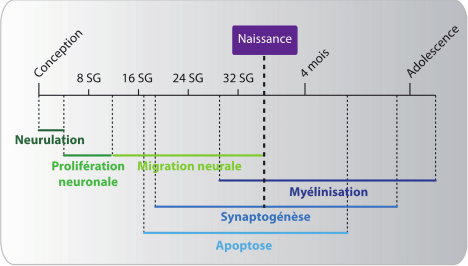 Naissance
Conception
4 mois
Adolescence
8 SG
16 SG
24 SG
32 SG
Neurulation
Prolifération
neuronale
Migration neurale
Myélinisation
Synaptogénèse
Apoptose